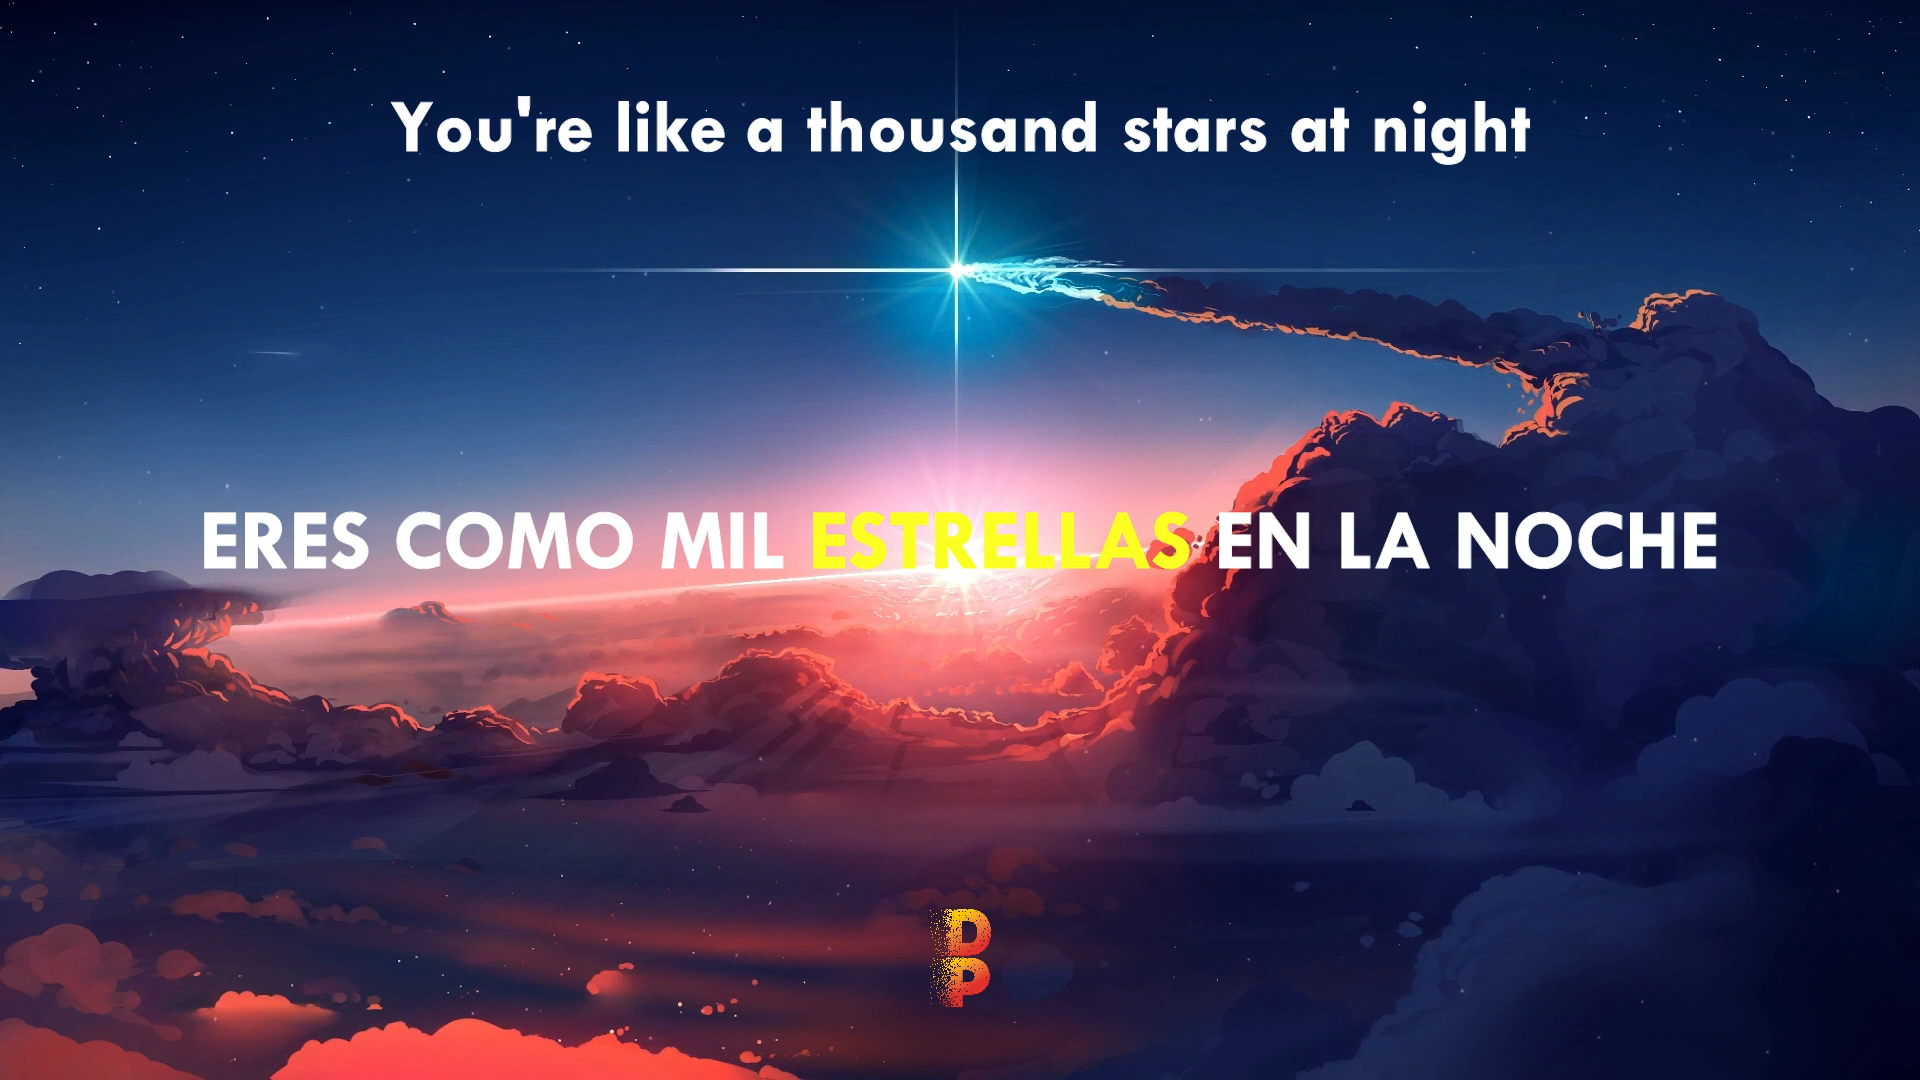 You're like a thousand stars at night
ERES COMO MIL ESTRELLAS EN LA NOCHE
D
P